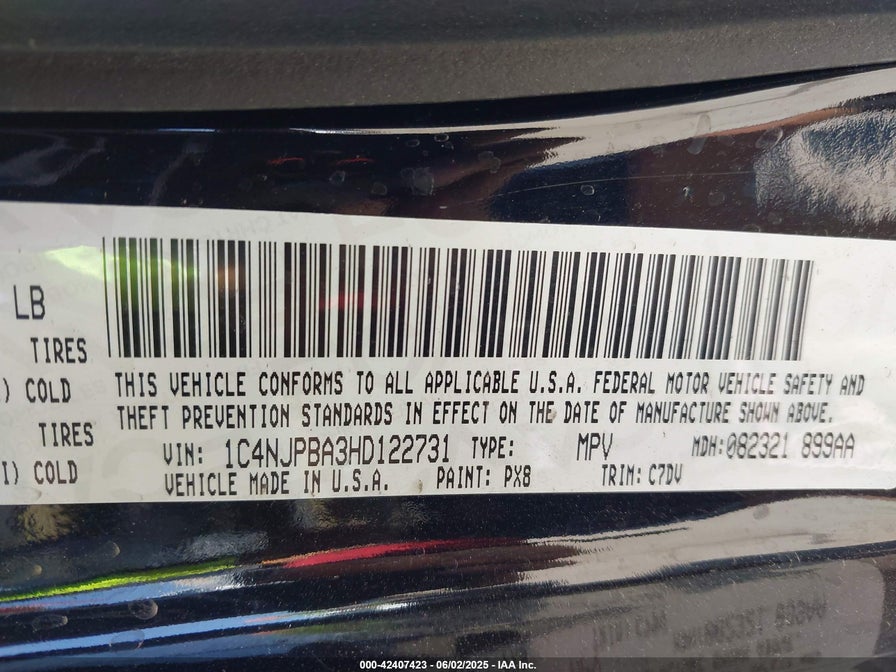 LB
TIRES
) COLD
TIRES
I) COLD
THIS VEHICLE CONFORMS TO ALL APPLICABLE U.S.A. FEDERAL MOTOR VEHICLE SAFETY AND
THEFT PREVENTION STANDARDS IN EFFECT ON THE DATE OF MANUFACTURE SHOWN ABOVE.
VIN: 1C4NJPBA3HD122731 TYPE: MPV MDH: 082321 899AA
VEHICLE MADE IN U.S.A. PAINT: PX8 TRIM: C7DV
000-42407423 - 06/02/2025 - IAA Inc.